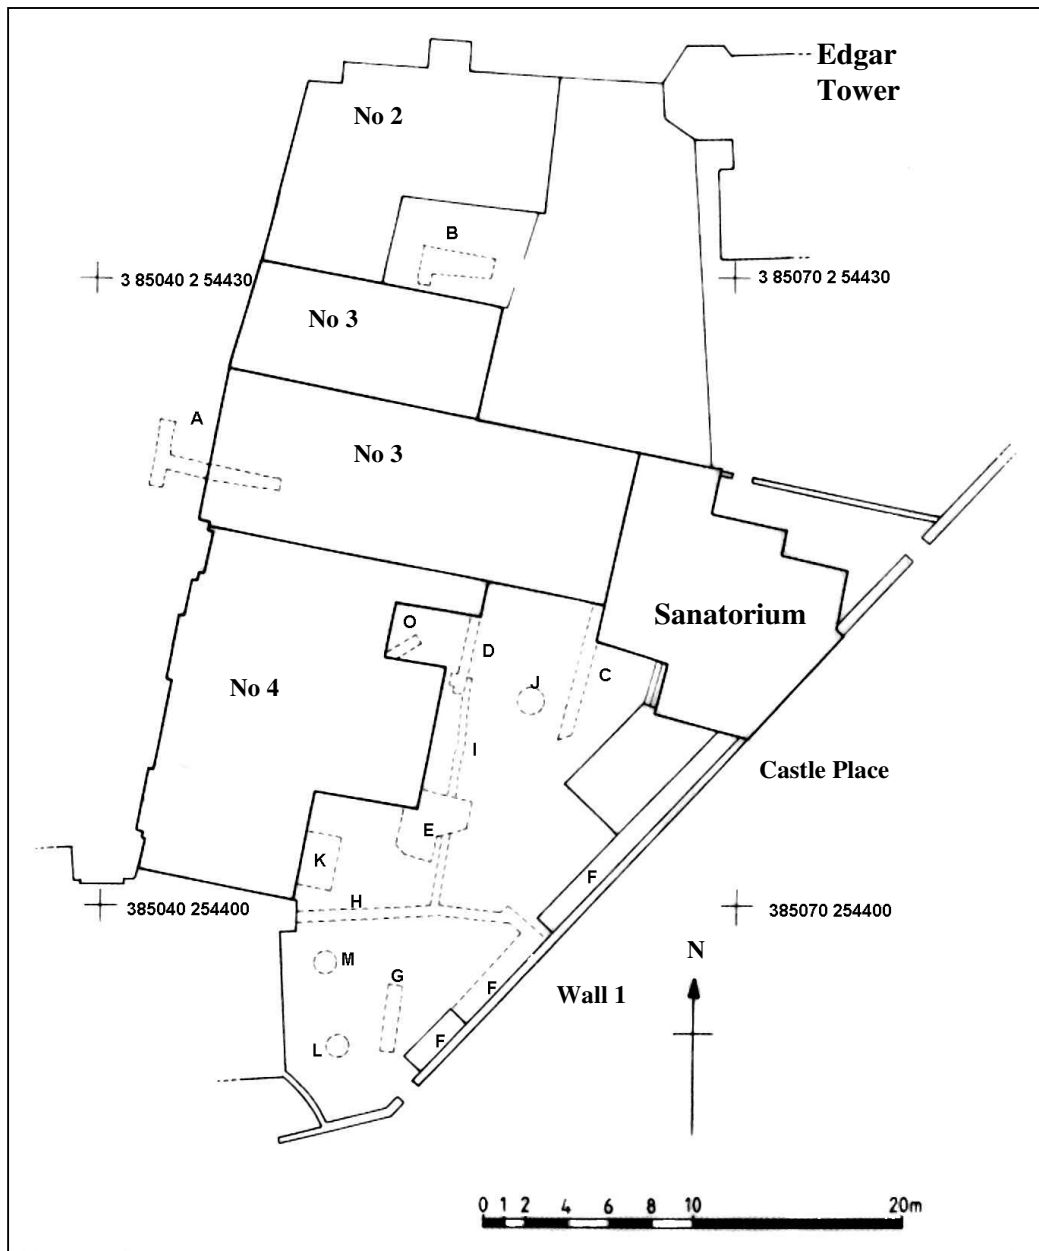 Edgar
Tower
No 2
B
3 85040 2 54430
3 85070 2 54430
No 3
A
No 3
Sanatorium
O
D
J
C
No 4
I
Castle Place
E
K
F
H
385040 254400
385070 254400
M
G
N
F
Wall 1
L
F
0 1 2 4 6 8 10 20m